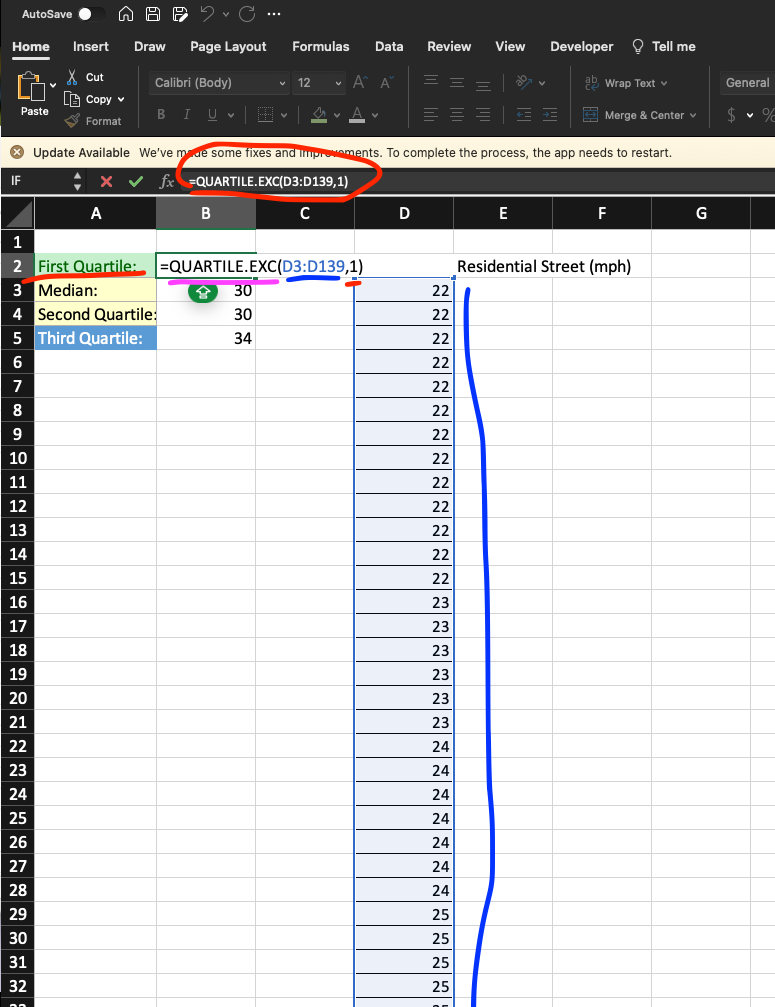 AutoSave
Home Insert Draw Page Layout Formulas Data Review View Developer Tell me
Paste
Cut
Copy
Format
Calibri (Body) 12 A A
B I U A
ab Wrap Text
Merge & Center
General
$ %
Update Available We've made some fixes and improvements. To complete the process, the app needs to restart.
IF fx =QUARTILE.EXC(D3:D139,1)
A B C D E F G
1
2 First Quartile: =QUARTILE.EXC(D3:D139,1) Residential Street (mph)
3 Median: 30 22
4 Second Quartile: 30 22
5 Third Quartile: 34 22
6 22
7 22
8 22
9 22
10 22
11 22
12 22
13 22
14 22
15 22
16 23
17 23
18 23
19 23
20 23
21 23
22 24
23 24
24 24
25 24
26 24
27 24
28 24
29 25
30 25
31 25
32 25